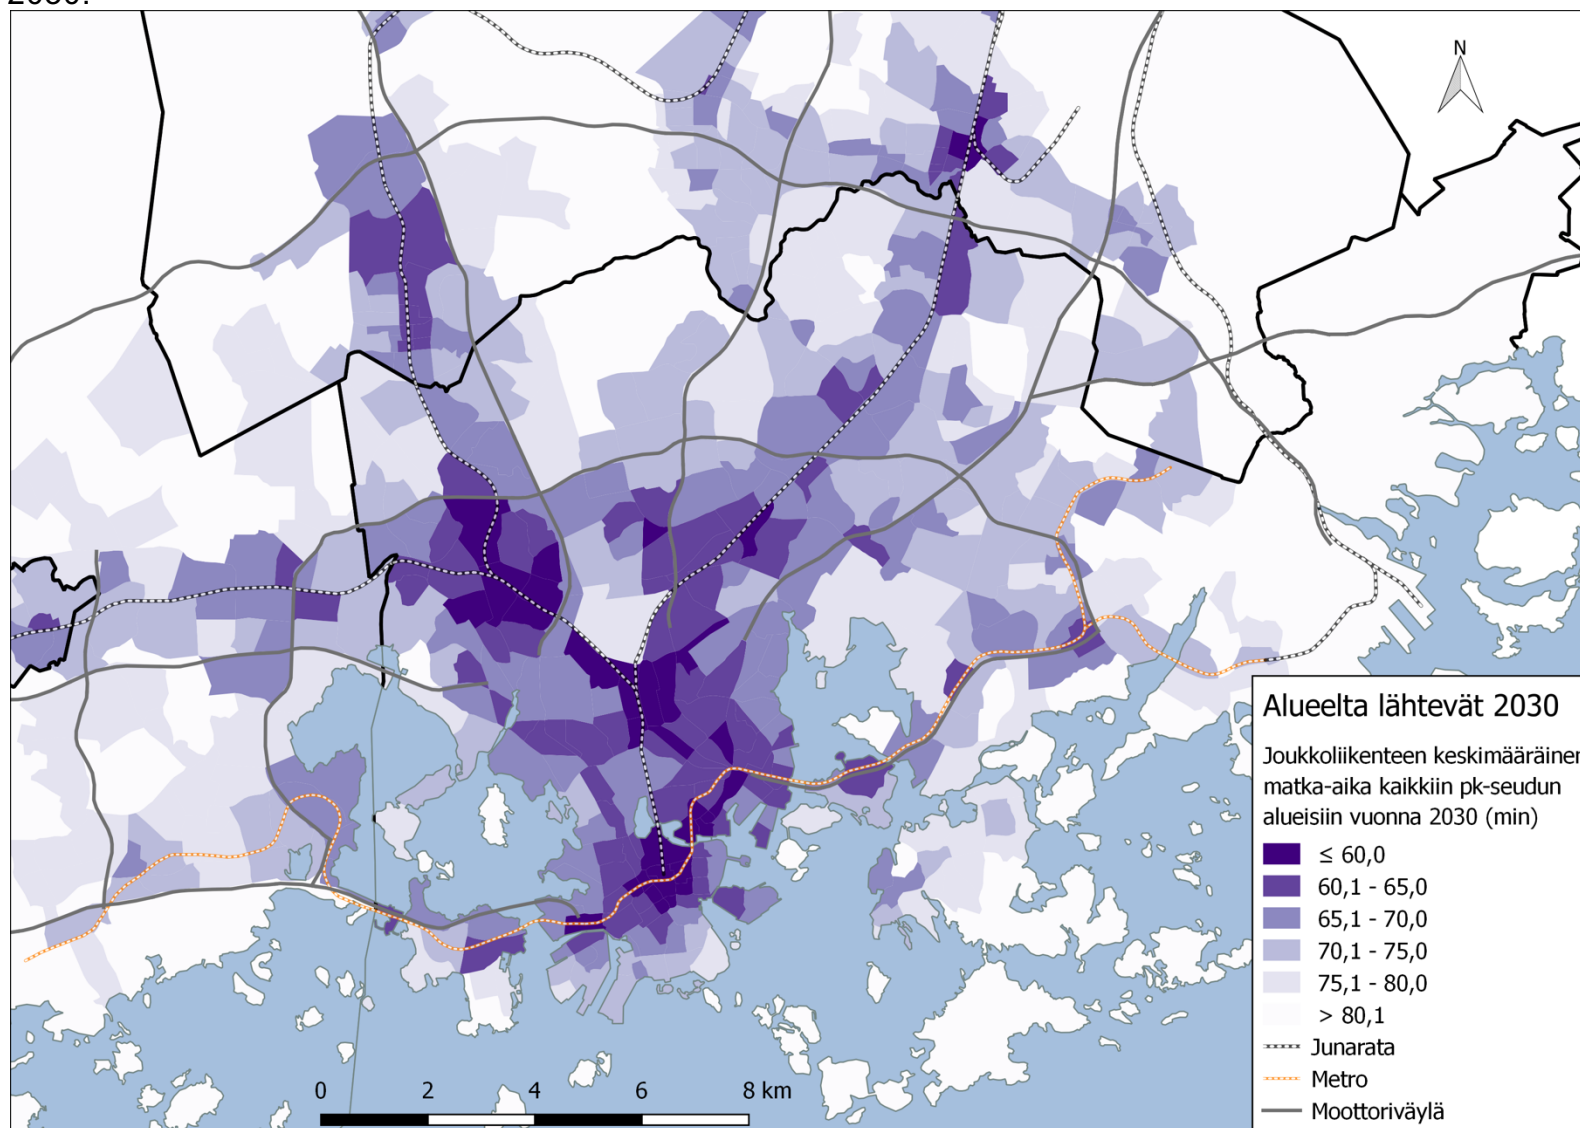 2030.
N
Alueelta lähtevät 2030
Joukkoliikenteen keskimääräinen
matka-aika kaikkiin pk-seudun
alueisiin vuonna 2030 (min)
≤ 60,0
60,1 - 65,0
65,1 - 70,0
70,1 - 75,0
75,1 - 80,0
> 80,1
Junarata
Metro
Moottoriväylä
0 2 4 6 8 km